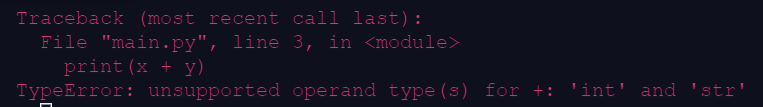 Traceback (most recent call last):
  File "main.py", line 3, in <module>
    print(x + y)
TypeError: unsupported operand type(s) for +: 'int' and 'str'